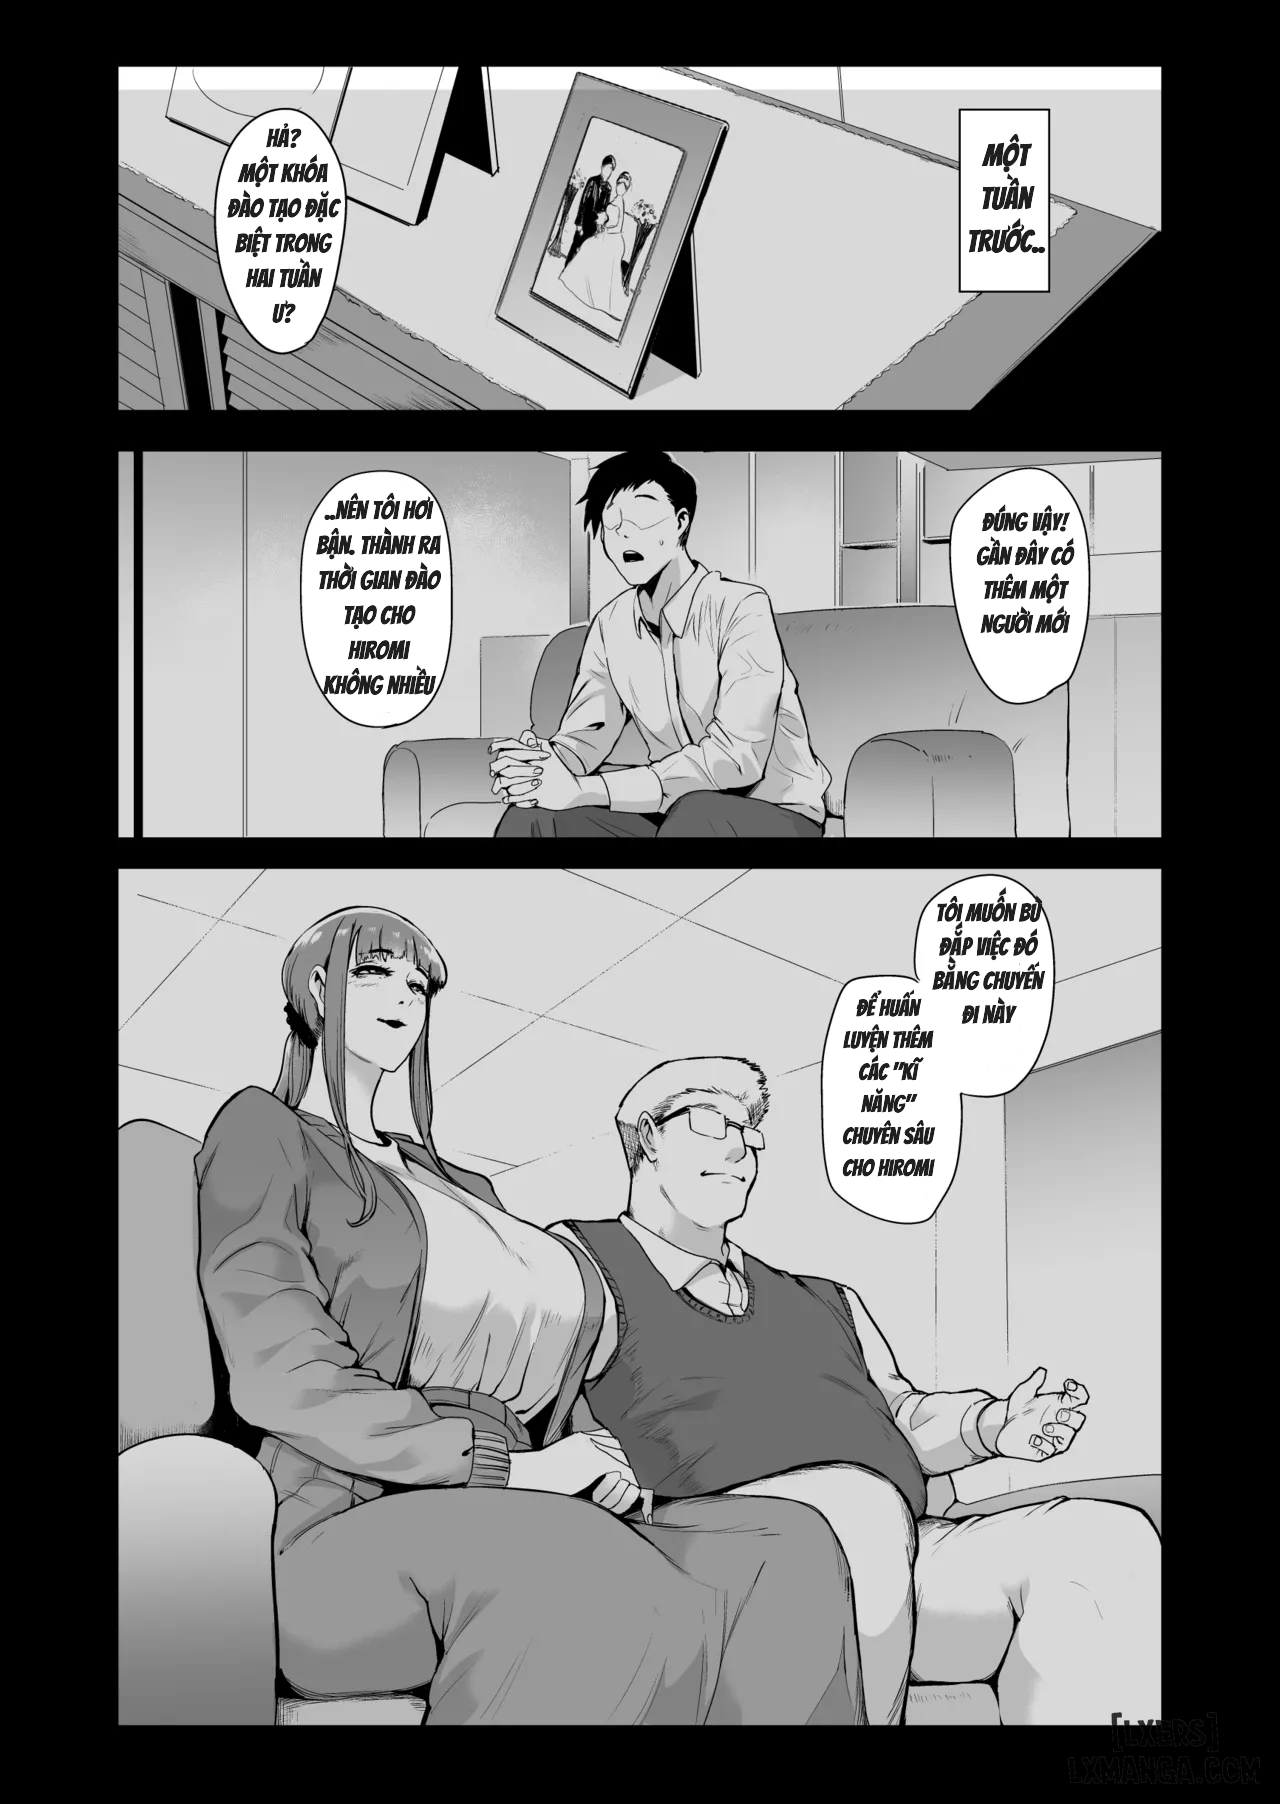 MỘT
TUẦN
TRƯỚC..
HẢ?
MỘT KHÓA
ĐÀO TẠO ĐẶC
BIỆT TRONG
HAI TUẦN
Ư?
ĐÚNG VẬY!
GẦN ĐÂY CÓ
THÊM MỘT
NGƯỜI MỚI
..NÊN TÔI HƠI
BẬN. THÀNH RA
THỜI GIAN ĐÀO
TẠO CHO
HIROMI
KHÔNG NHIỀU
TÔI MUỐN BÙ
ĐẮP VIỆC ĐÓ
BẰNG CHUYẾN
ĐI NÀY
ĐỂ HUẤN
LUYỆN THÊM
CÁC "KĨ
NĂNG"
CHUYÊN SÂU
CHO HIROMI
[LXERS]
LXMANGA.COM